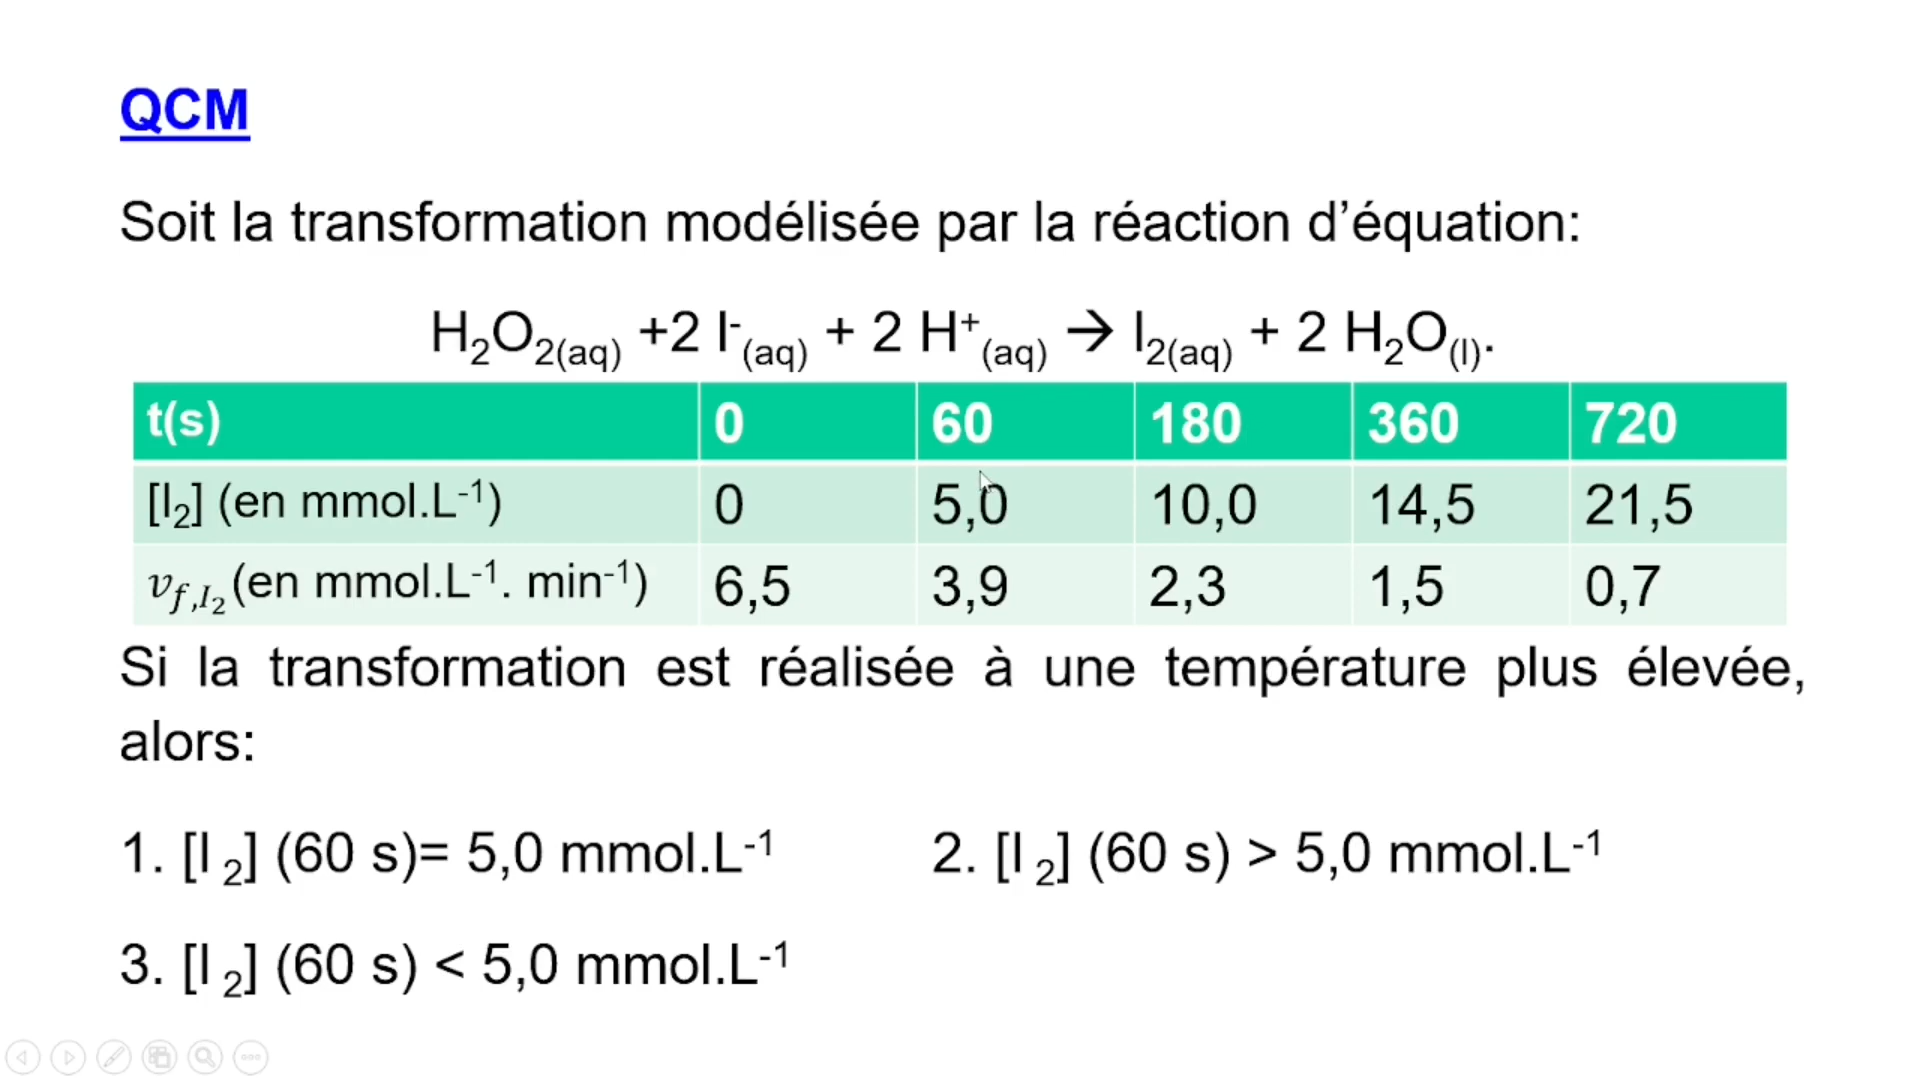 QCM
Soit la transformation modélisée par la réaction d’équation:
H₂O₂(aq) +2 I⁻(aq) + 2 H⁺(aq) → I₂(aq) + 2 H₂O(l).
t(s) 0 60 180 360 720
[I₂] (en mmol.L⁻¹) 0 5,0 10,0 14,5 21,5
v_f,I₂ (en mmol.L⁻¹. min⁻¹) 6,5 3,9 2,3 1,5 0,7
Si la transformation est réalisée à une température plus élevée,
alors:
1. [I ₂] (60 s)= 5,0 mmol.L⁻¹ 2. [I ₂] (60 s) > 5,0 mmol.L⁻¹
3. [I ₂] (60 s) < 5,0 mmol.L⁻¹